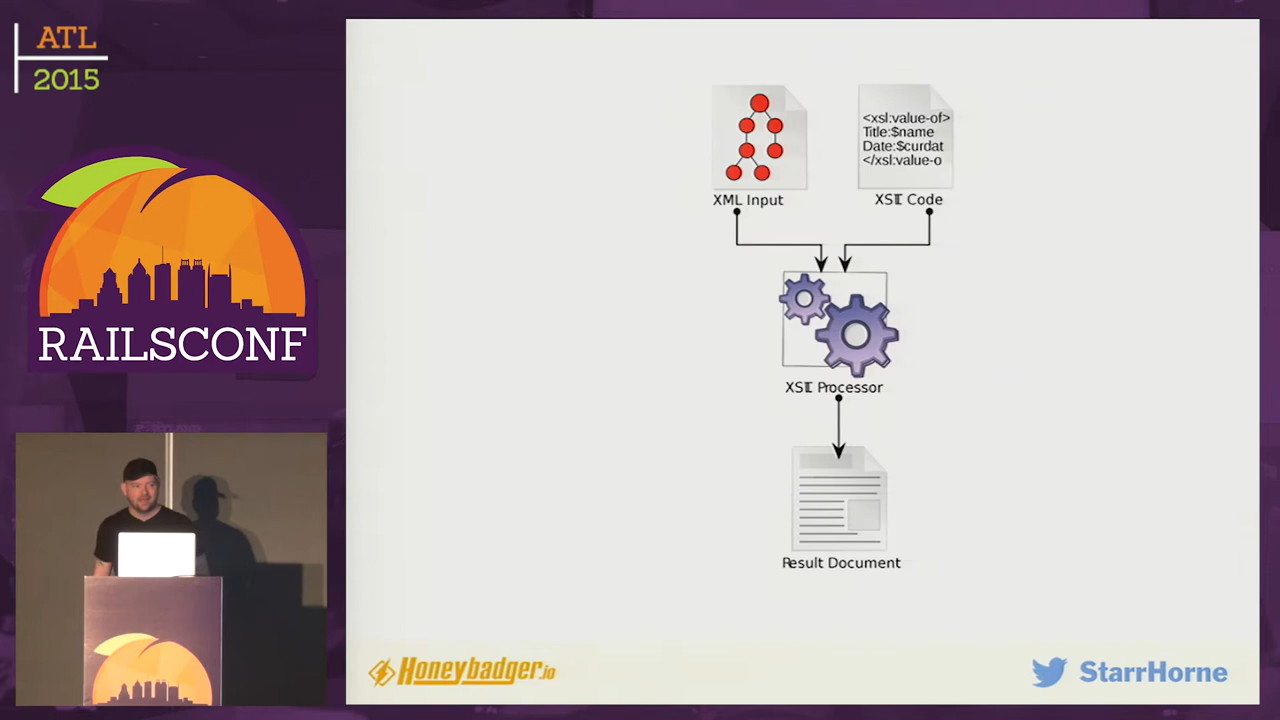 ATL
2015
RAILSCONF
<xsl:value-of>
Title:$name
Date:$curdat
</xsl:value-o
XML Input
XSLT Code
XSLT Processor
Result Document
Honeybadger.io
StarrHorne